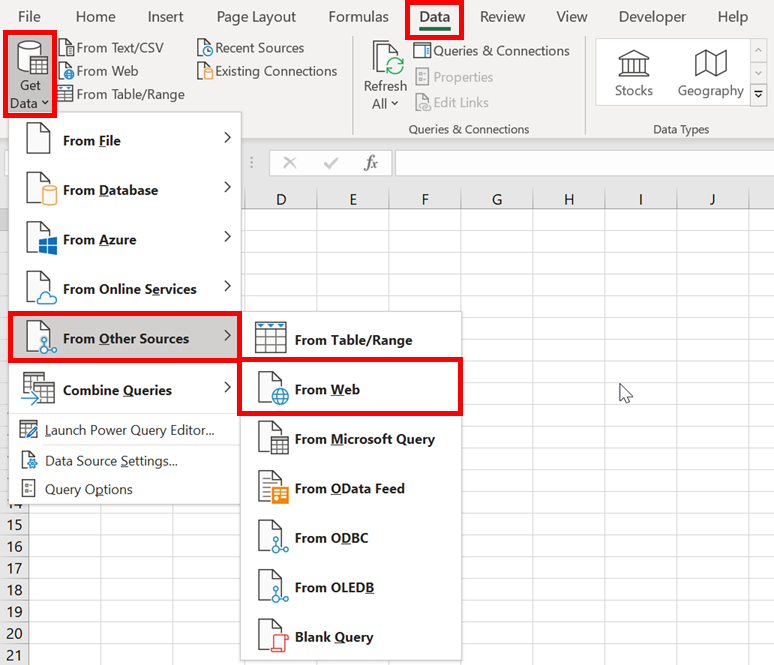 File Home Insert Page Layout Formulas Data Review View Developer Help
Get Data
From Text/CSV
From Web
From Table/Range
Recent Sources
Existing Connections
Refresh All
Queries & Connections
Properties
Edit Links
Queries & Connections
Stocks
Geography
Data Types
From File
From Database
From Azure
From Online Services
From Other Sources
Combine Queries
Launch Power Query Editor...
Data Source Settings...
Query Options
fx
D E F G H I J
From Table/Range
From Web
From Microsoft Query
From OData Feed
From ODBC
From OLEDB
Blank Query
14
15
16
17
18
19
20
21